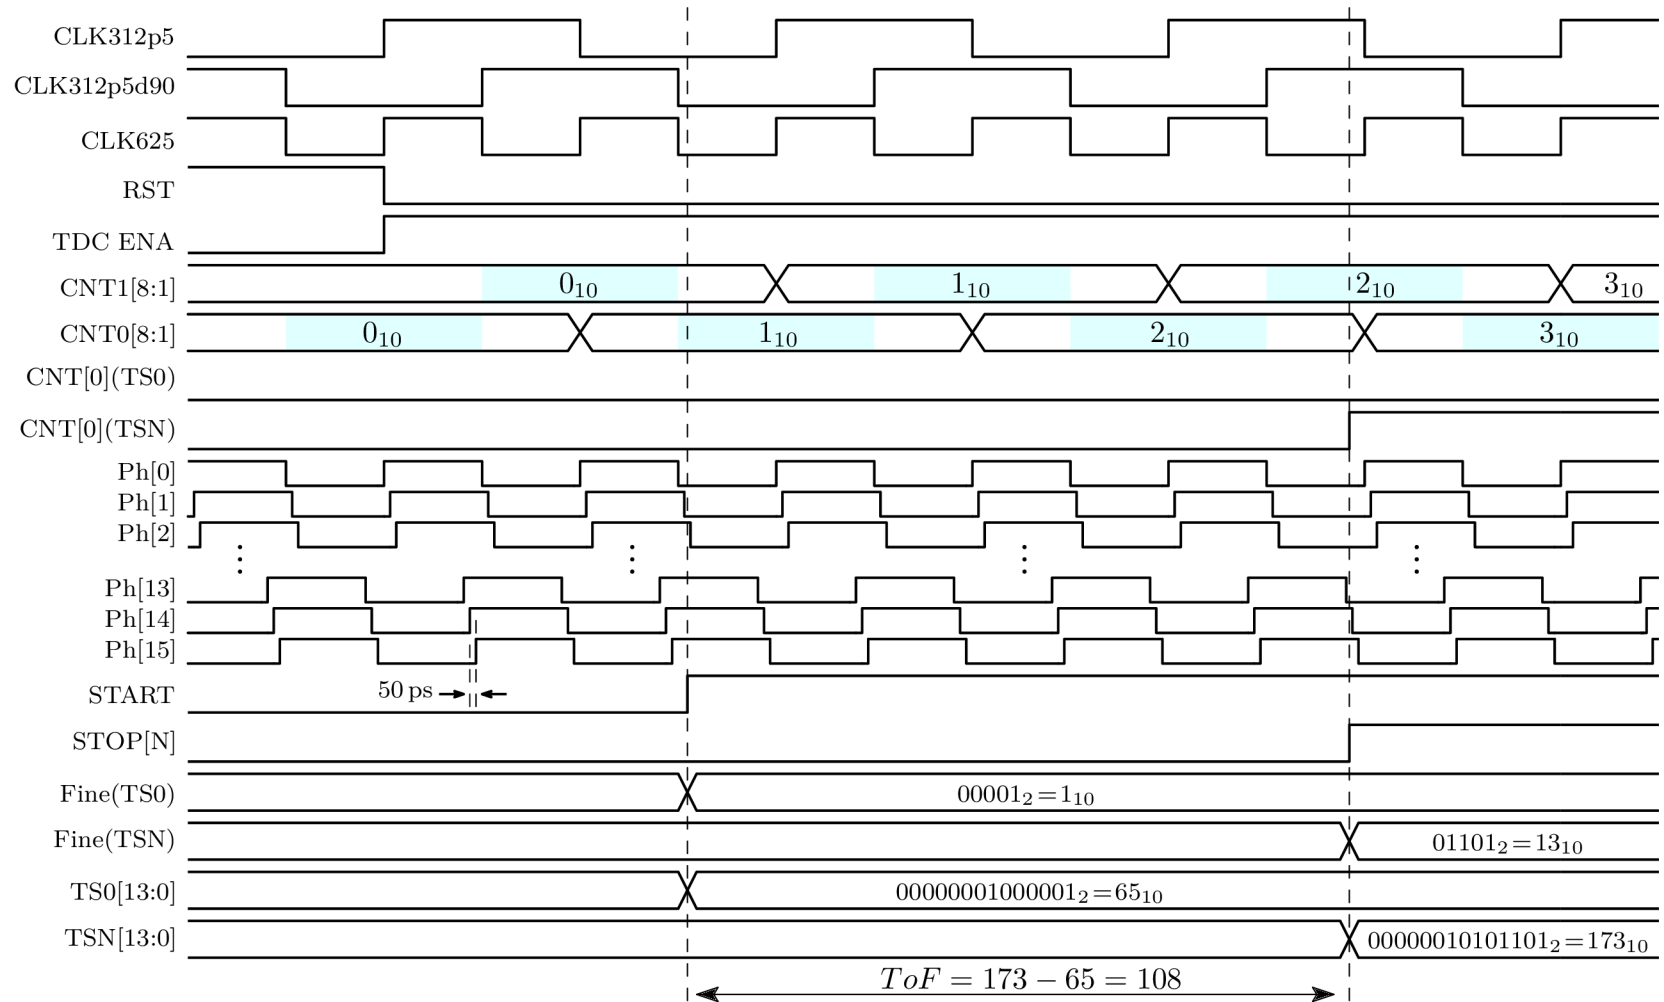 CLK312p5
CLK312p5d90
CLK625
RST
TDC ENA
CNT1[8:1] 0₁₀ 1₁₀ 2₁₀ 3₁₀
CNT0[8:1] 0₁₀ 1₁₀ 2₁₀ 3₁₀
CNT[0](TS0)
CNT[0](TSN)
Ph[0]
Ph[1]
Ph[2]
⋮ ⋮ ⋮ ⋮
Ph[13]
Ph[14]
Ph[15]
START 50 ps
STOP[N]
Fine(TS0) 00001₂=1₁₀
Fine(TSN) 01101₂=13₁₀
TS0[13:0] 00000001000001₂=65₁₀
TSN[13:0] 00000010101101₂=173₁₀
ToF = 173 − 65 = 108